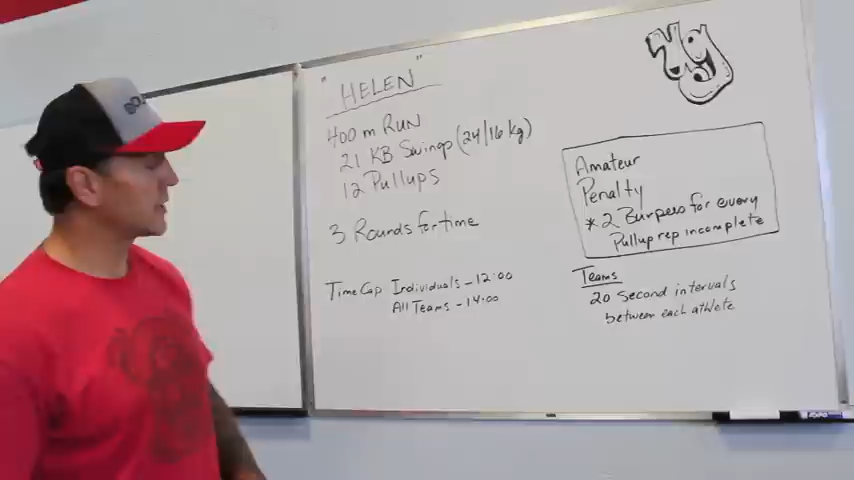 "HELEN"
400 m RUN
21 KB Swings (24/16 kg)
12 Pullups
3 Rounds for time
Time Cap Individuals - 12:00
All Teams - 14:00
Amateur
Penalty
* 2 Burpees for every
Pullup rep incomplete
Teams
20 Second intervals
between each athlete